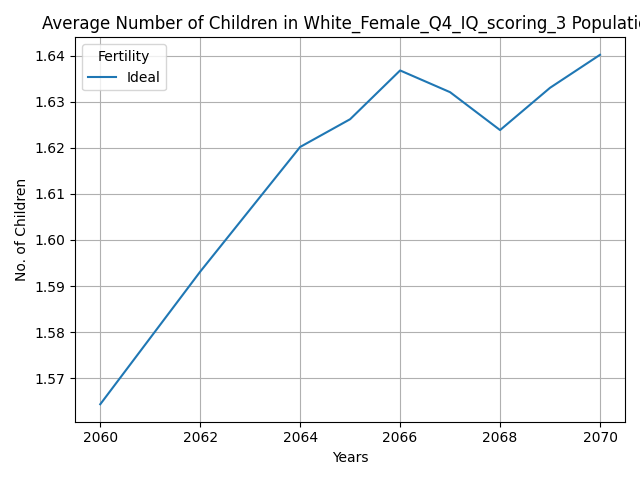 Average Number of Children in White_Female_Q4_IQ_scoring_3 Populatio
Fertility
Ideal
1.64
1.63
1.62
1.61
1.60
1.59
1.58
1.57
No. of Children
2060 2062 2064 2066 2068 2070
Years